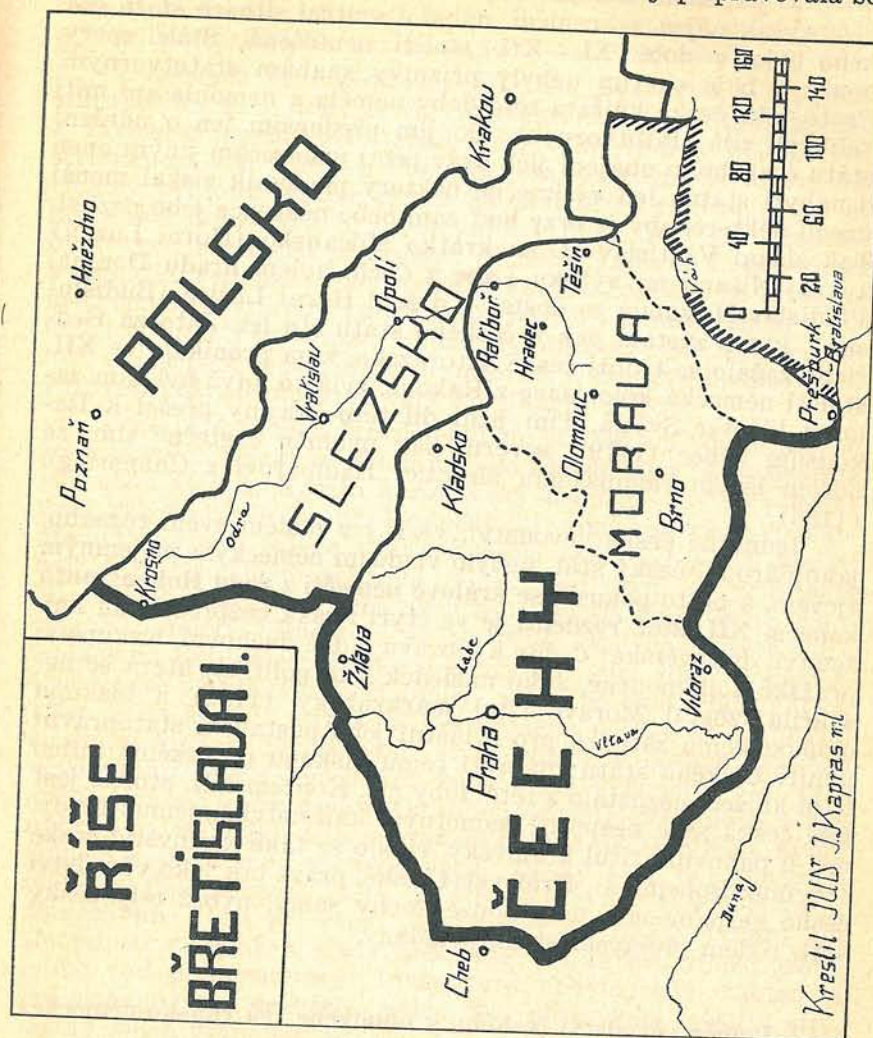 ŘÍŠE
BŘETISLAVA I.
POLSKO
Hnězdno
Poznaň
Krosno
Odra
Vratislav
Opolí
SLEZSKO
Krakov
Žitava
Kladsko
Ratiboř
Hradec
Těšín
Labe
Praha
Cheb
ČECHY
Vltava
Vitoraz
Olomouc
MORAVA
Brno
Váh
Prešpurk
-Bratislava
Dunaj
0 20 40 60 80 100 120 140 160
Kreslil JUDr J. Kapras ml.